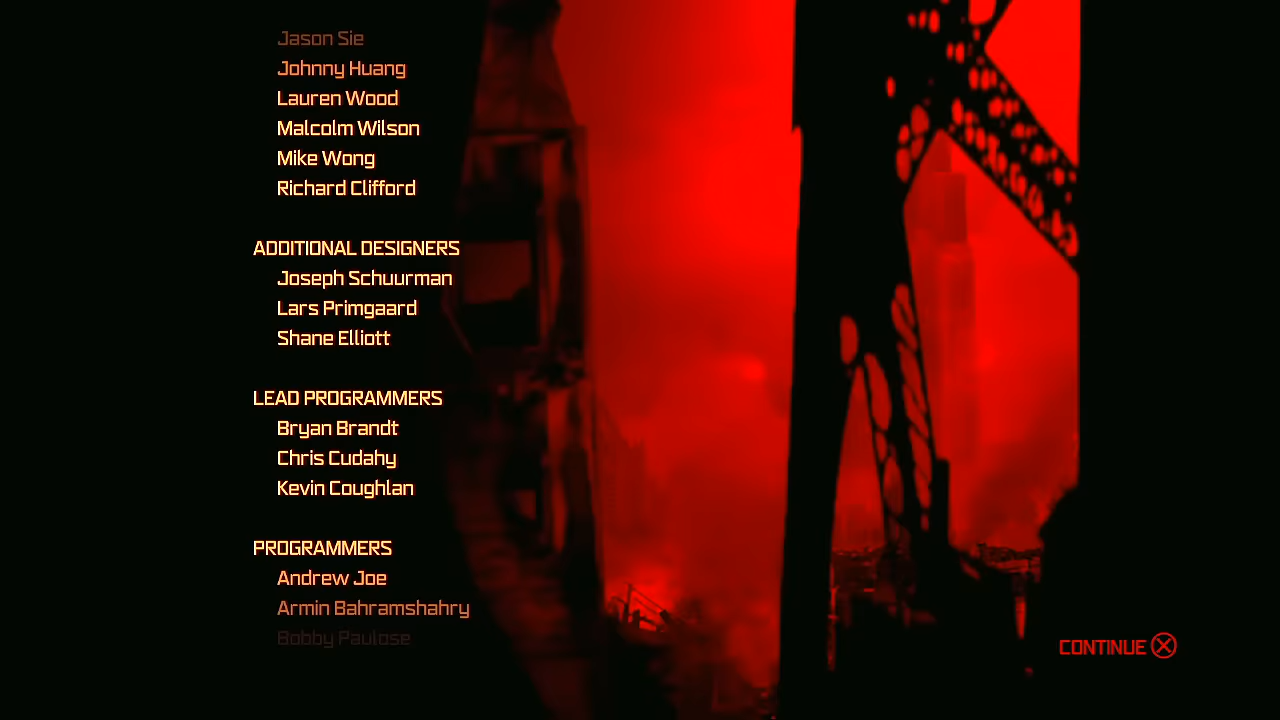 Jason Sie
Johnny Huang
Lauren Wood
Malcolm Wilson
Mike Wong
Richard Clifford
ADDITIONAL DESIGNERS
Joseph Schuurman
Lars Primgaard
Shane Elliott
LEAD PROGRAMMERS
Bryan Brandt
Chris Cudahy
Kevin Coughlan
PROGRAMMERS
Andrew Joe
Armin Bahramshahry
Bobby Paulose
CONTINUE